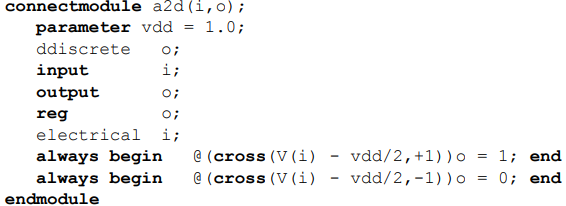 connectmodule a2d(i,o);
parameter vdd = 1.0;
ddiscrete o;
input i;
output o;
reg o;
electrical i;
always begin @(cross(V(i) - vdd/2,+1))o = 1; end
always begin @(cross(V(i) - vdd/2,-1))o = 0; end
endmodule